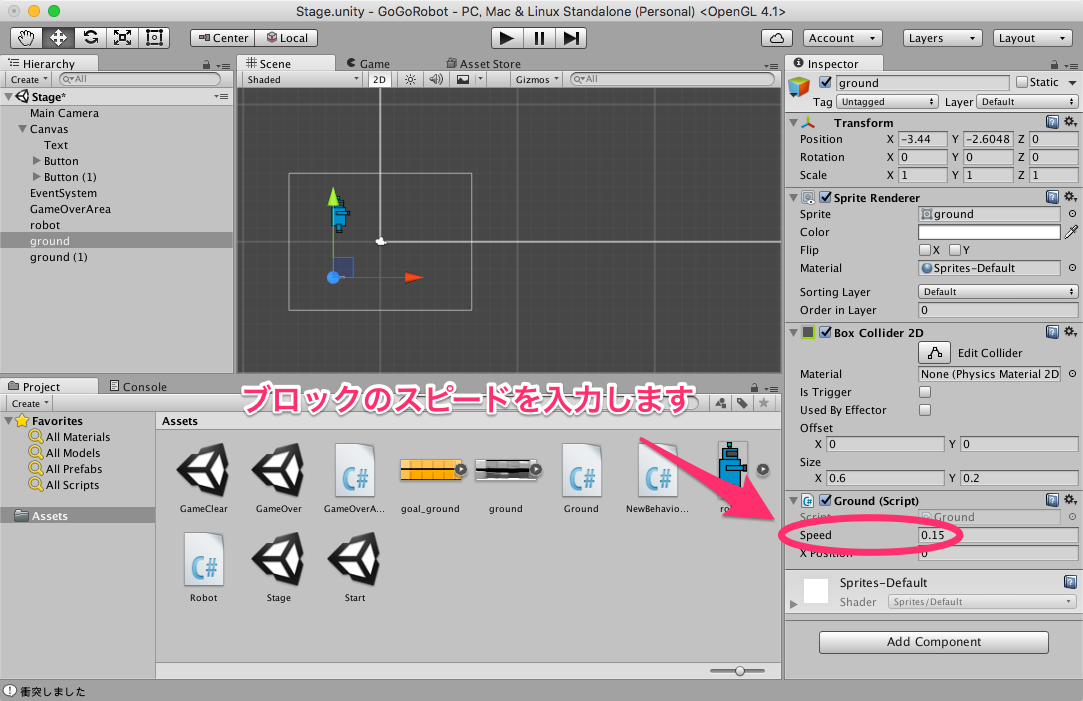 Stage.unity - GoGoRobot - PC, Mac & Linux Standalone (Personal) <OpenGL 4.1>
Center Local Account Layers Layout
Hierarchy
Create All
Stage*
Main Camera
Canvas
Text
Button
Button (1)
EventSystem
GameOverArea
robot
ground
ground (1)
Scene Game Asset Store
Shaded 2D Gizmos All
Project Console
Create
ブロックのスピードを入力します
Favorites
All Materials
All Models
All Prefabs
All Scripts
Assets
Assets
GameClear GameOver GameOverA... goal_ground ground Ground NewBehavio...
Robot Stage Start
Inspector
ground Static
Tag Untagged Layer Default
Transform
Position X -3.44 Y -2.6048 Z 0
Rotation X 0 Y 0 Z 0
Scale X 1 Y 1 Z 1
Sprite Renderer
Sprite ground
Color
Flip X Y
Material Sprites-Default
Sorting Layer Default
Order in Layer 0
Box Collider 2D
Edit Collider
Material None (Physics Material 2D
Is Trigger
Used By Effector
Offset
X 0 Y 0
Size
X 0.6 Y 0.2
Ground (Script)
Script Ground
Speed 0.15
X Position 0
Sprites-Default
Shader Sprites/Default
Add Component
衝突しました